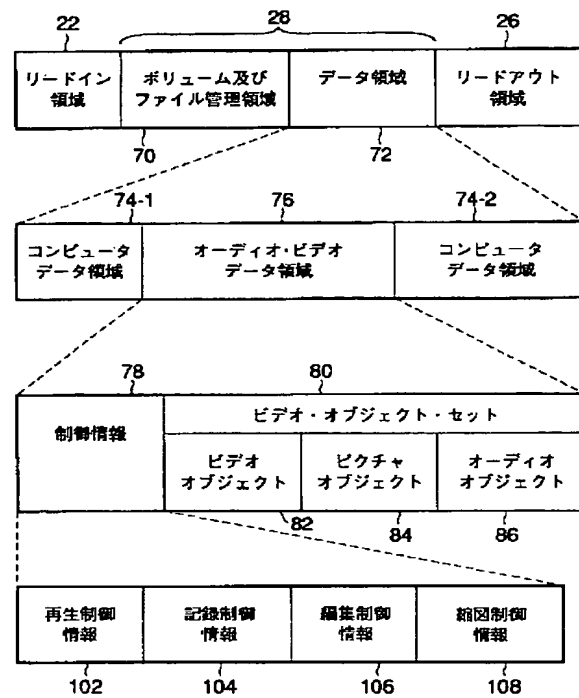 22
28
26
リードイン
領域
ボリューム及び
ファイル管理領域
データ領域
リードアウト
領域
70
72
74-1
76
74-2
コンピュータ
データ領域
オーディオ・ビデオ
データ領域
コンピュータ
データ領域
78
80
制御情報
ビデオ・オブジェクト・セット
ビデオ
オブジェクト
ピクチャ
オブジェクト
オーディオ
オブジェクト
82
84
86
再生制御
情報
記録制御
情報
編集制御
情報
縮図制御
情報
102
104
106
108